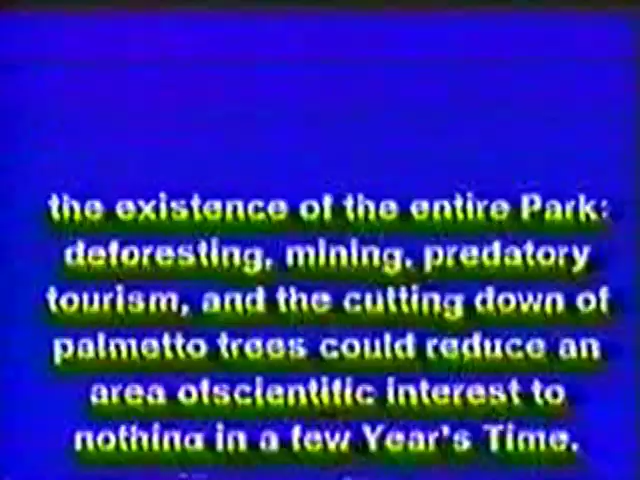 the existence of the entire Park:
deforesting, mining, predatory
tourism, and the cutting down of
palmetto trees could reduce an
area ofscientific interest to
nothing in a few Year's Time.